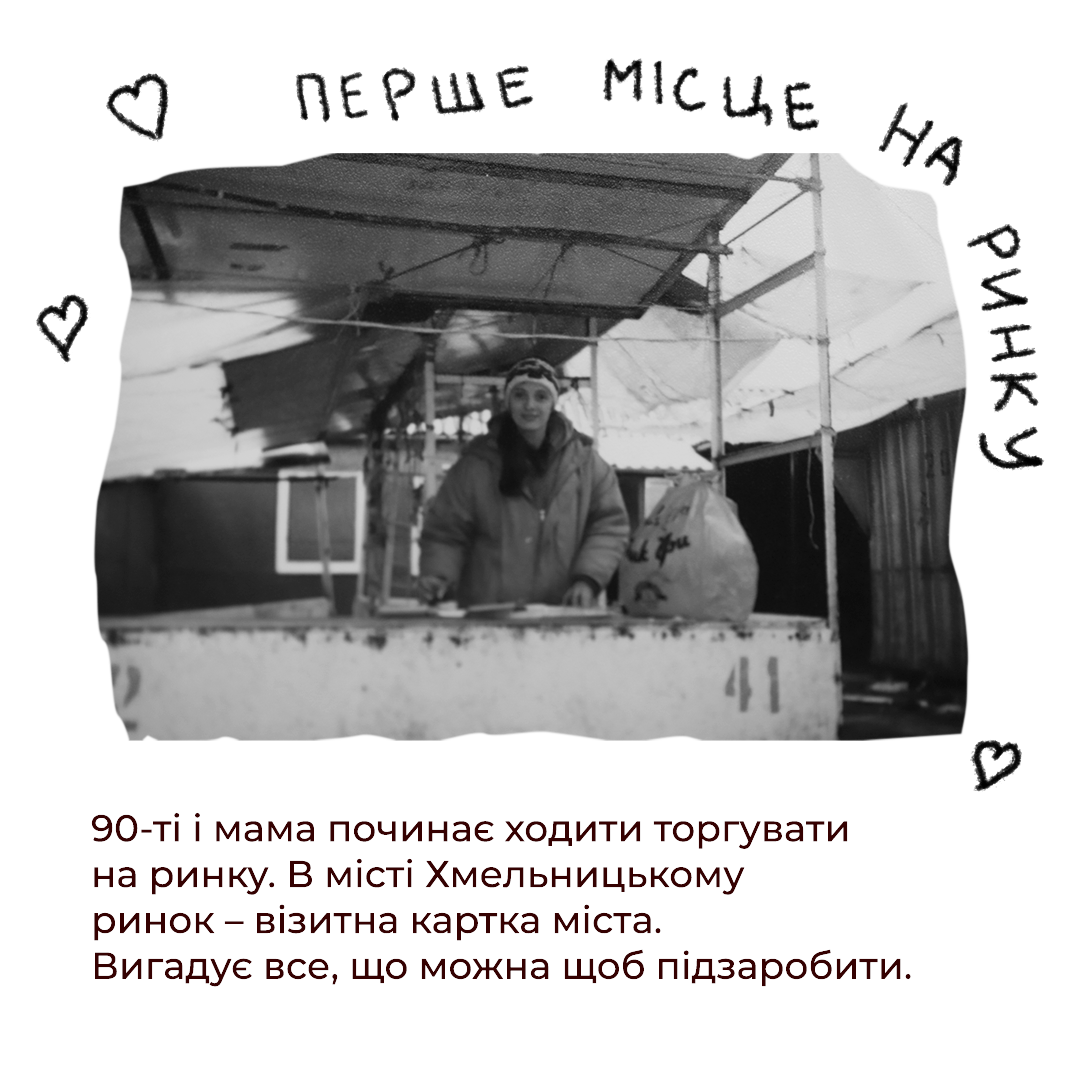 ПЕРШЕ МІСЦЕ НА РИНКУ
you
41
90-ті і мама починає ходити торгувати
на ринку. В місті Хмельницькому
ринок – візитна картка міста.
Вигадує все, що можна щоб підзаробити.